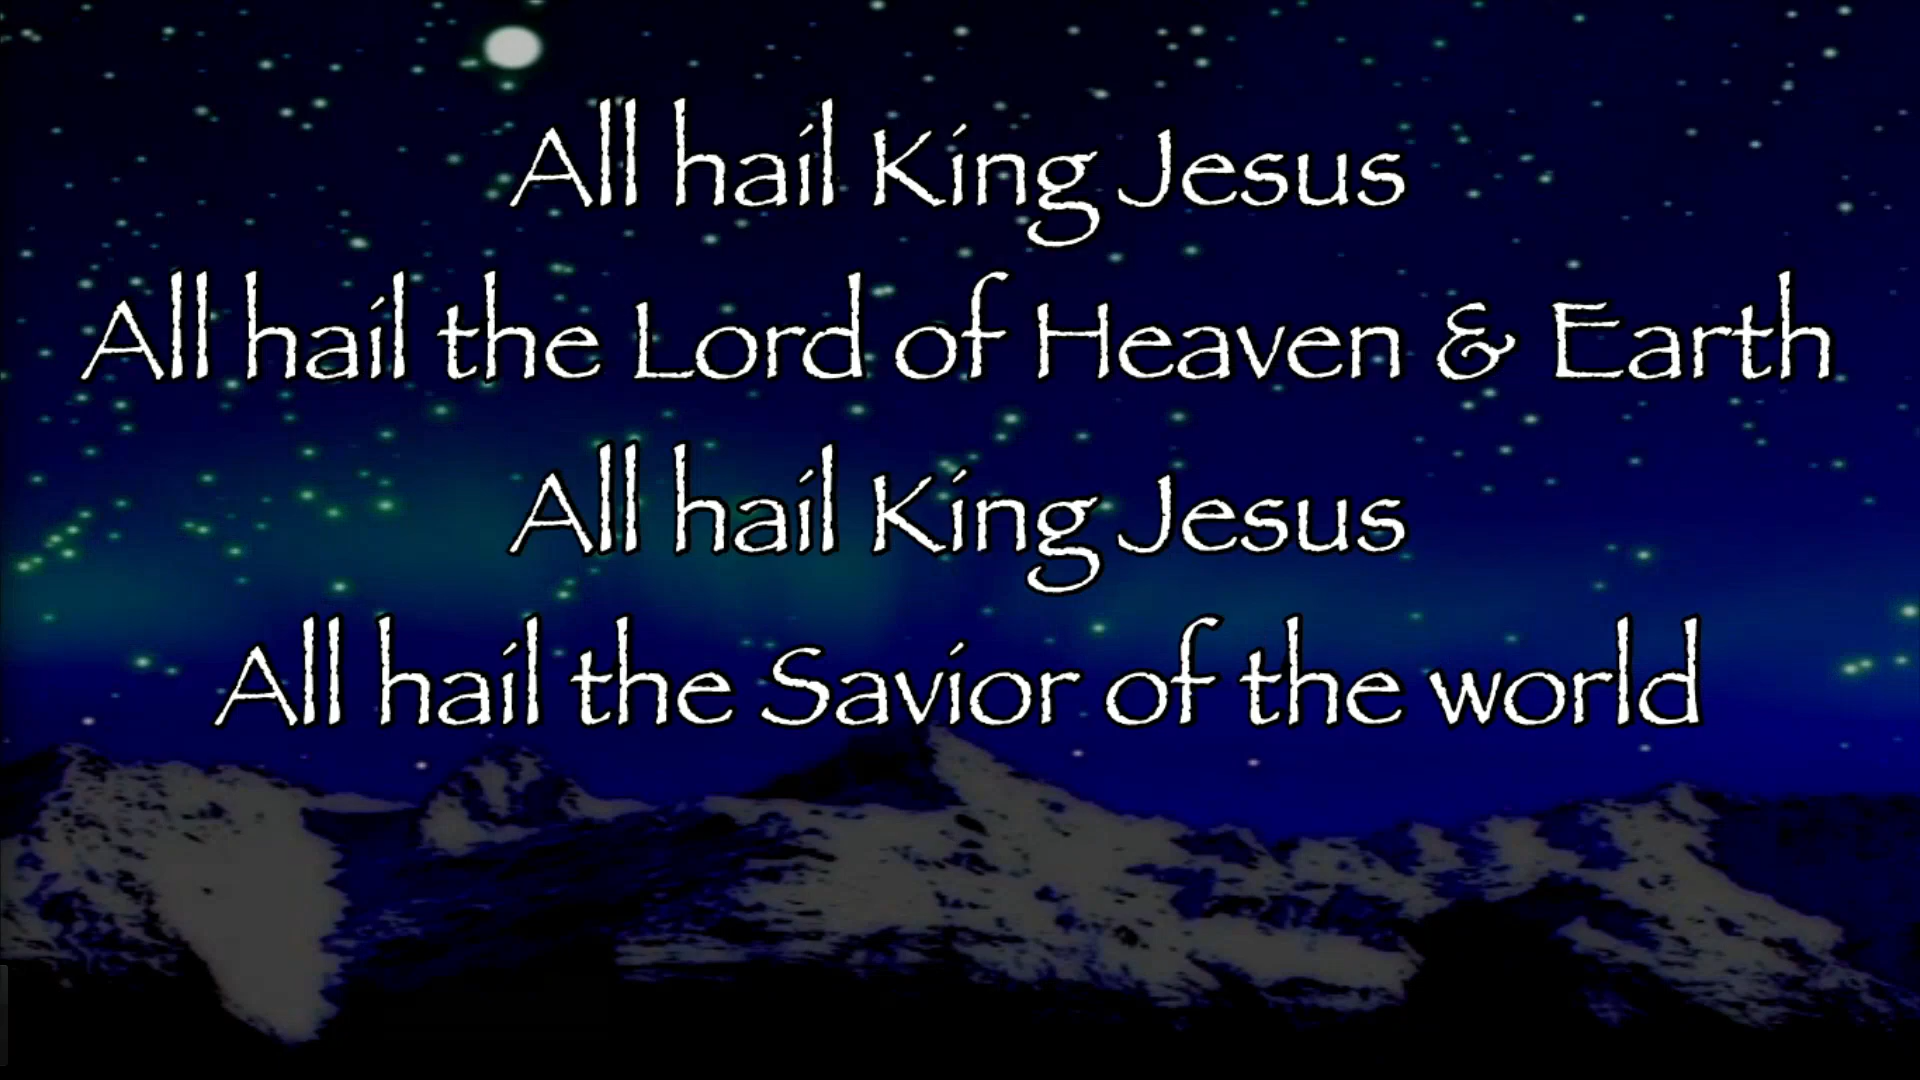 All hail King Jesus
All hail the Lord of Heaven & Earth
All hail King Jesus
All hail the Savior of the world